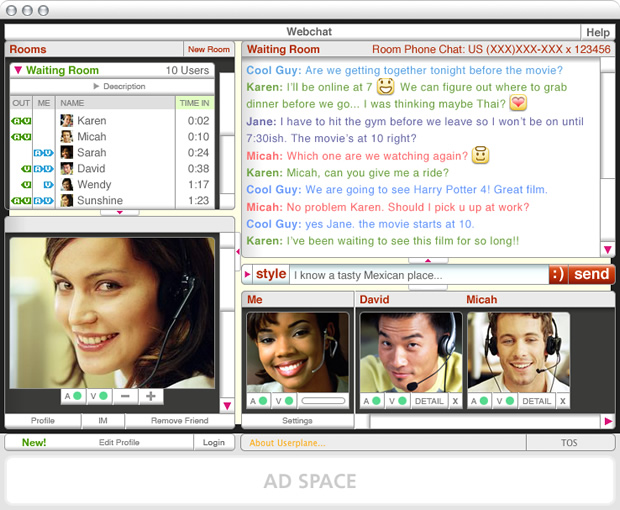 Webchat
Help
Rooms
New Room
Waiting Room
10 Users
Description
OUT ME NAME TIME IN
A V Karen 0:02
A V Micah 0:10
A V Sarah 0:24
V A V David 0:38
V V Wendy 1:17
A V A V Sunshine 1:23
A V
Profile
IM
Remove Friend
Waiting Room
Room Phone Chat: US (XXX)XXX-XXX x 123456
Cool Guy: Are we getting together tonight before the movie?
Karen: I'll be online at 7 We can figure out where to grab
dinner before we go... I was thinking maybe Thai?
Jane: I have to hit the gym before we leave so I won't be on until
7:30ish. The movie's at 10 right?
Micah: Which one are we watching again?
Karen: Micah, can you give me a ride?
Cool Guy: We are going to see Harry Potter 4! Great film.
Micah: No problem Karen. Should I pick u up at work?
Cool Guy: yes Jane. the movie starts at 10.
Karen: I've been waiting to see this film for so long!!
style
I know a tasty Mexican place...
:)
send
Me
David
Micah
A V
A V DETAIL X
A V DETAIL X
Settings
New!
Edit Profile
Login
About Userplane...
TOS
AD SPACE